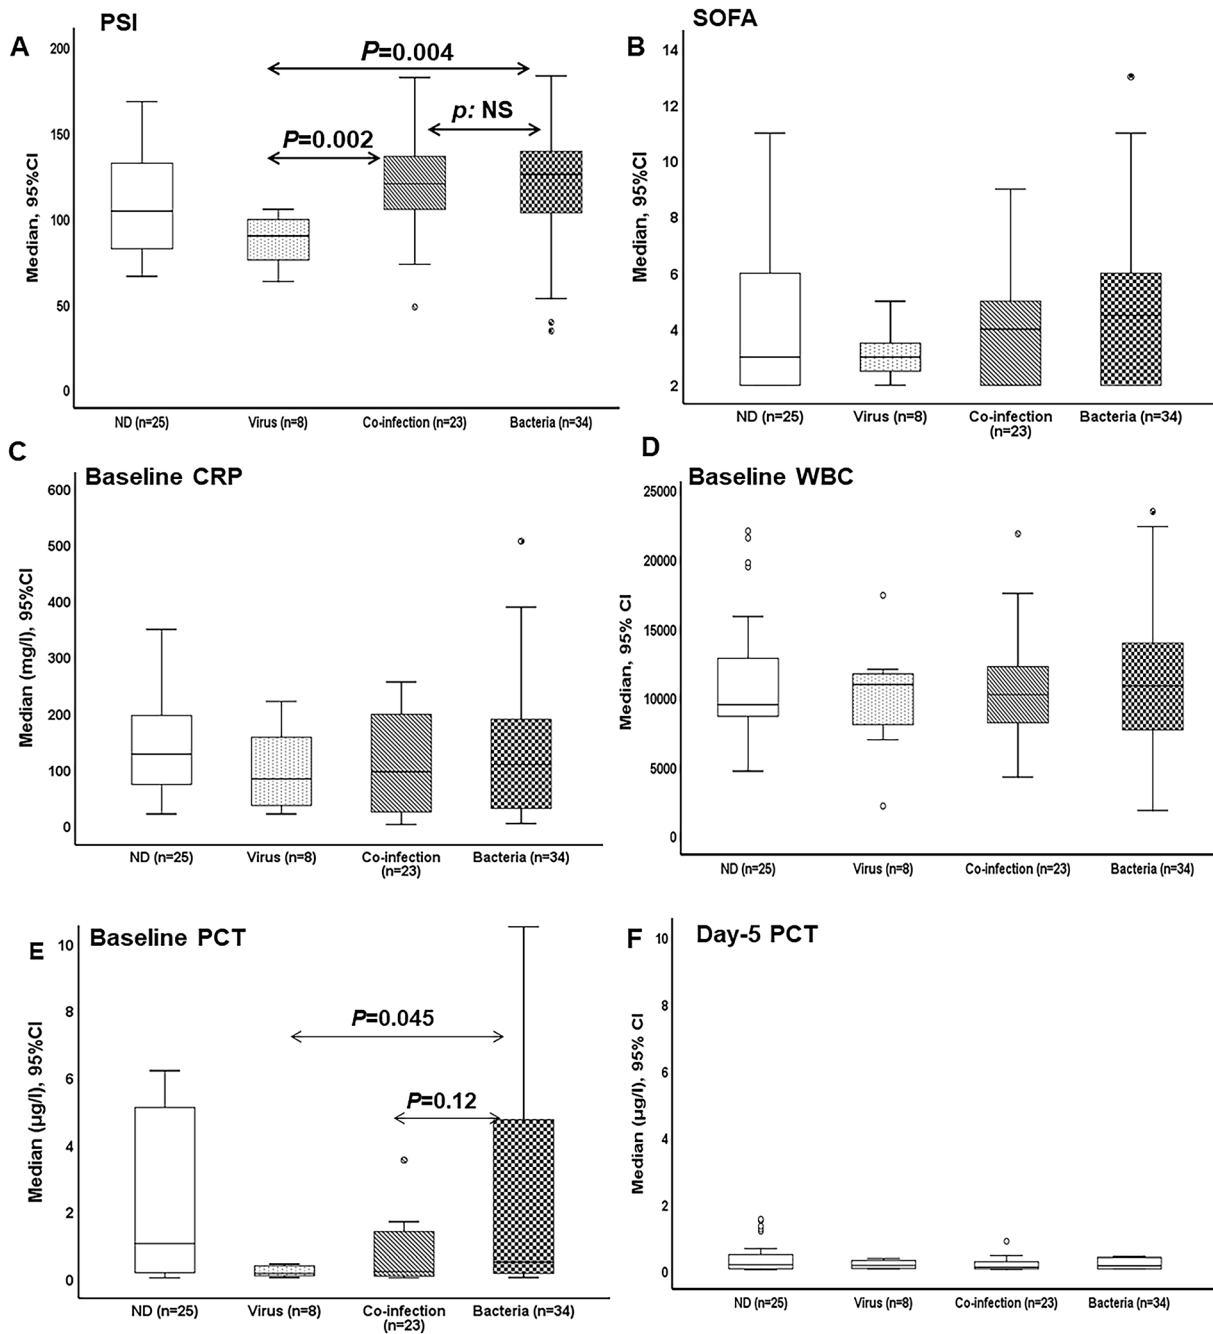 A
PSI
200
150
100
50
0
Median, 95%CI
P=0.004
P=0.002
p: NS
ND (n=25)
Virus (n=8)
Co-infection (n=23)
Bacteria (n=34)
B
SOFA
14
12
10
8
6
4
2
Median, 95%CI
ND (n=25)
Virus (n=8)
Co-infection
(n=23)
Bacteria (n=34)
C
Baseline CRP
600
500
400
300
200
100
0
Median (mg/l), 95%CI
ND (n=25)
Virus (n=8)
Co-infection
(n=23)
Bacteria (n=34)
D
Baseline WBC
25000
20000
15000
10000
5000
0
Median, 95% CI
ND (n=25)
Virus (n=8)
Co-infection (n=23)
Bacteria (n=34)
E
Baseline PCT
10
8
6
4
2
0
Median (µg/l), 95%CI
P=0.045
P=0.12
ND (n=25)
Virus (n=8)
Co-infection
(n=23)
Bacteria (n=34)
F
Day-5 PCT
10
8
6
4
2
0
Median (µg/l), 95% CI
ND (n=25)
Virus (n=8)
Co-infection (n=23)
Bacteria (n=34)